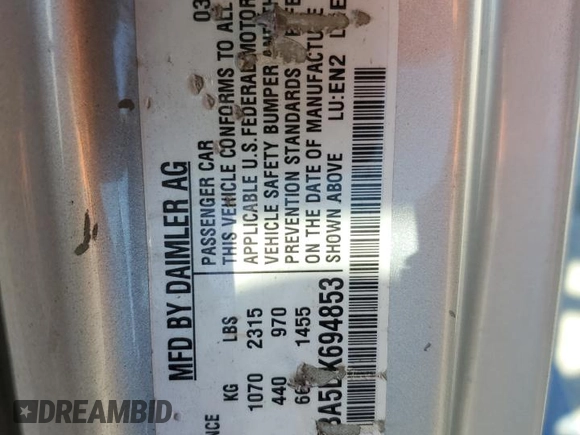 MFD BY DAIMLER AG
PASSENGER CAR 03
THIS VEHICLE CONFORMS TO ALL
APPLICABLE U.S. FEDERAL MOTOR
VEHICLE SAFETY BUMPER
PREVENTION STANDARDS
ON THE DATE OF MANUFACTURE
SHOWN ABOVE LU: EN2
KG LBS
1070 2315
440 970
1455
K694853
DREAMBID